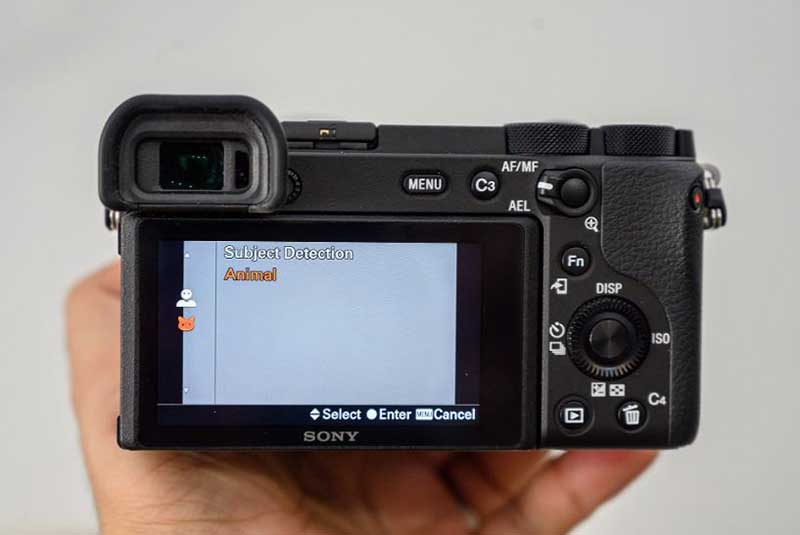 AF/MF
MENU
C3
AEL
Fn
Subject Detection
Animal
DISP
ISO
C4
Select Enter MENU Cancel
SONY